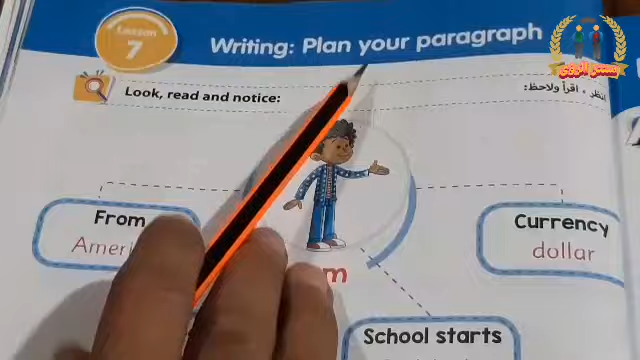 Lesson
7
Writing: Plan your paragraph
Look, read and notice:
انظر ، اقرأ ولاحظ:
From
Currency
dollar
School starts